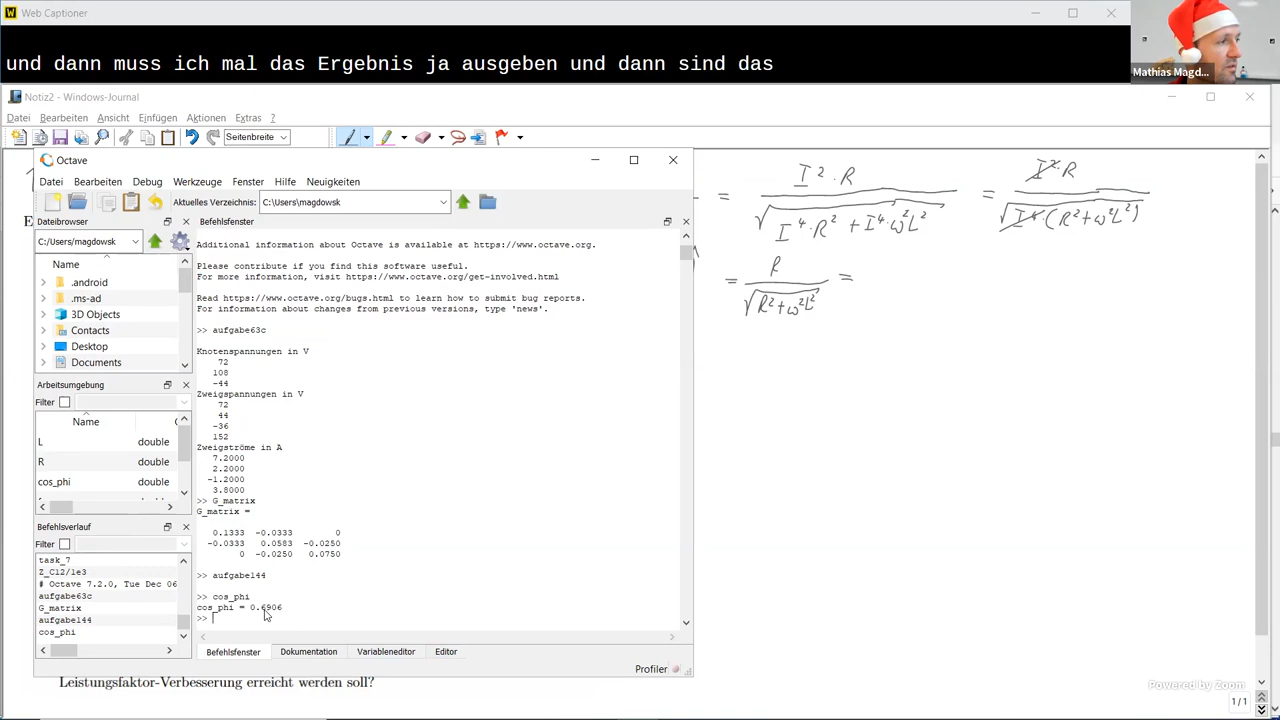 Web Captioner
und dann muss ich mal das Ergebnis ja ausgeben und dann sind das
Mathias Magd...
Notiz2 - Windows-Journal
Datei Bearbeiten Ansicht Einfügen Aktionen Extras ?
Seitenbreite
Octave
Datei Bearbeiten Debug Werkzeuge Fenster Hilfe Neuigkeiten
Aktuelles Verzeichnis: C:\Users\magdowsk
Dateibrowser
C:/Users/magdowsk
Name
.android
.ms-ad
3D Objects
Contacts
Desktop
Documents
Arbeitsumgebung
Filter
Name
L double
R double
cos_phi double
Befehlsverlauf
Filter
task_7
Z_C12/1e3
# Octave 7.2.0, Tue Dec 06
aufgabe63c
G_matrix
aufgabe144
cos_phi
Befehlsfenster
Additional information about Octave is available at https://www.octave.org.
Please contribute if you find this software useful.
For more information, visit https://www.octave.org/get-involved.html
Read https://www.octave.org/bugs.html to learn how to submit bug reports.
For information about changes from previous versions, type 'news'.
>> aufgabe63c
Knotenspannungen in V
72
108
-44
Zweigspannungen in V
72
44
-36
152
Zweigströme in A
7.2000
2.2000
-1.2000
3.8000
>> G_matrix
G_matrix =
0.1333 -0.0333 0
-0.0333 0.0583 -0.0250
0 -0.0250 0.0750
>> aufgabe144
>> cos_phi
cos_phi = 0.6906
>>
Befehlsfenster Dokumentation Variableneditor Editor
Profiler
= I² · R / √(I⁴ · R² + I⁴ · ω²L²) = I² · R / √(I⁴ · (R² + ω²L²))
= R / √(R² + ω²L²) =
Leistungsfaktor-Verbesserung erreicht werden soll?
Powered by Zoom
1 / 1